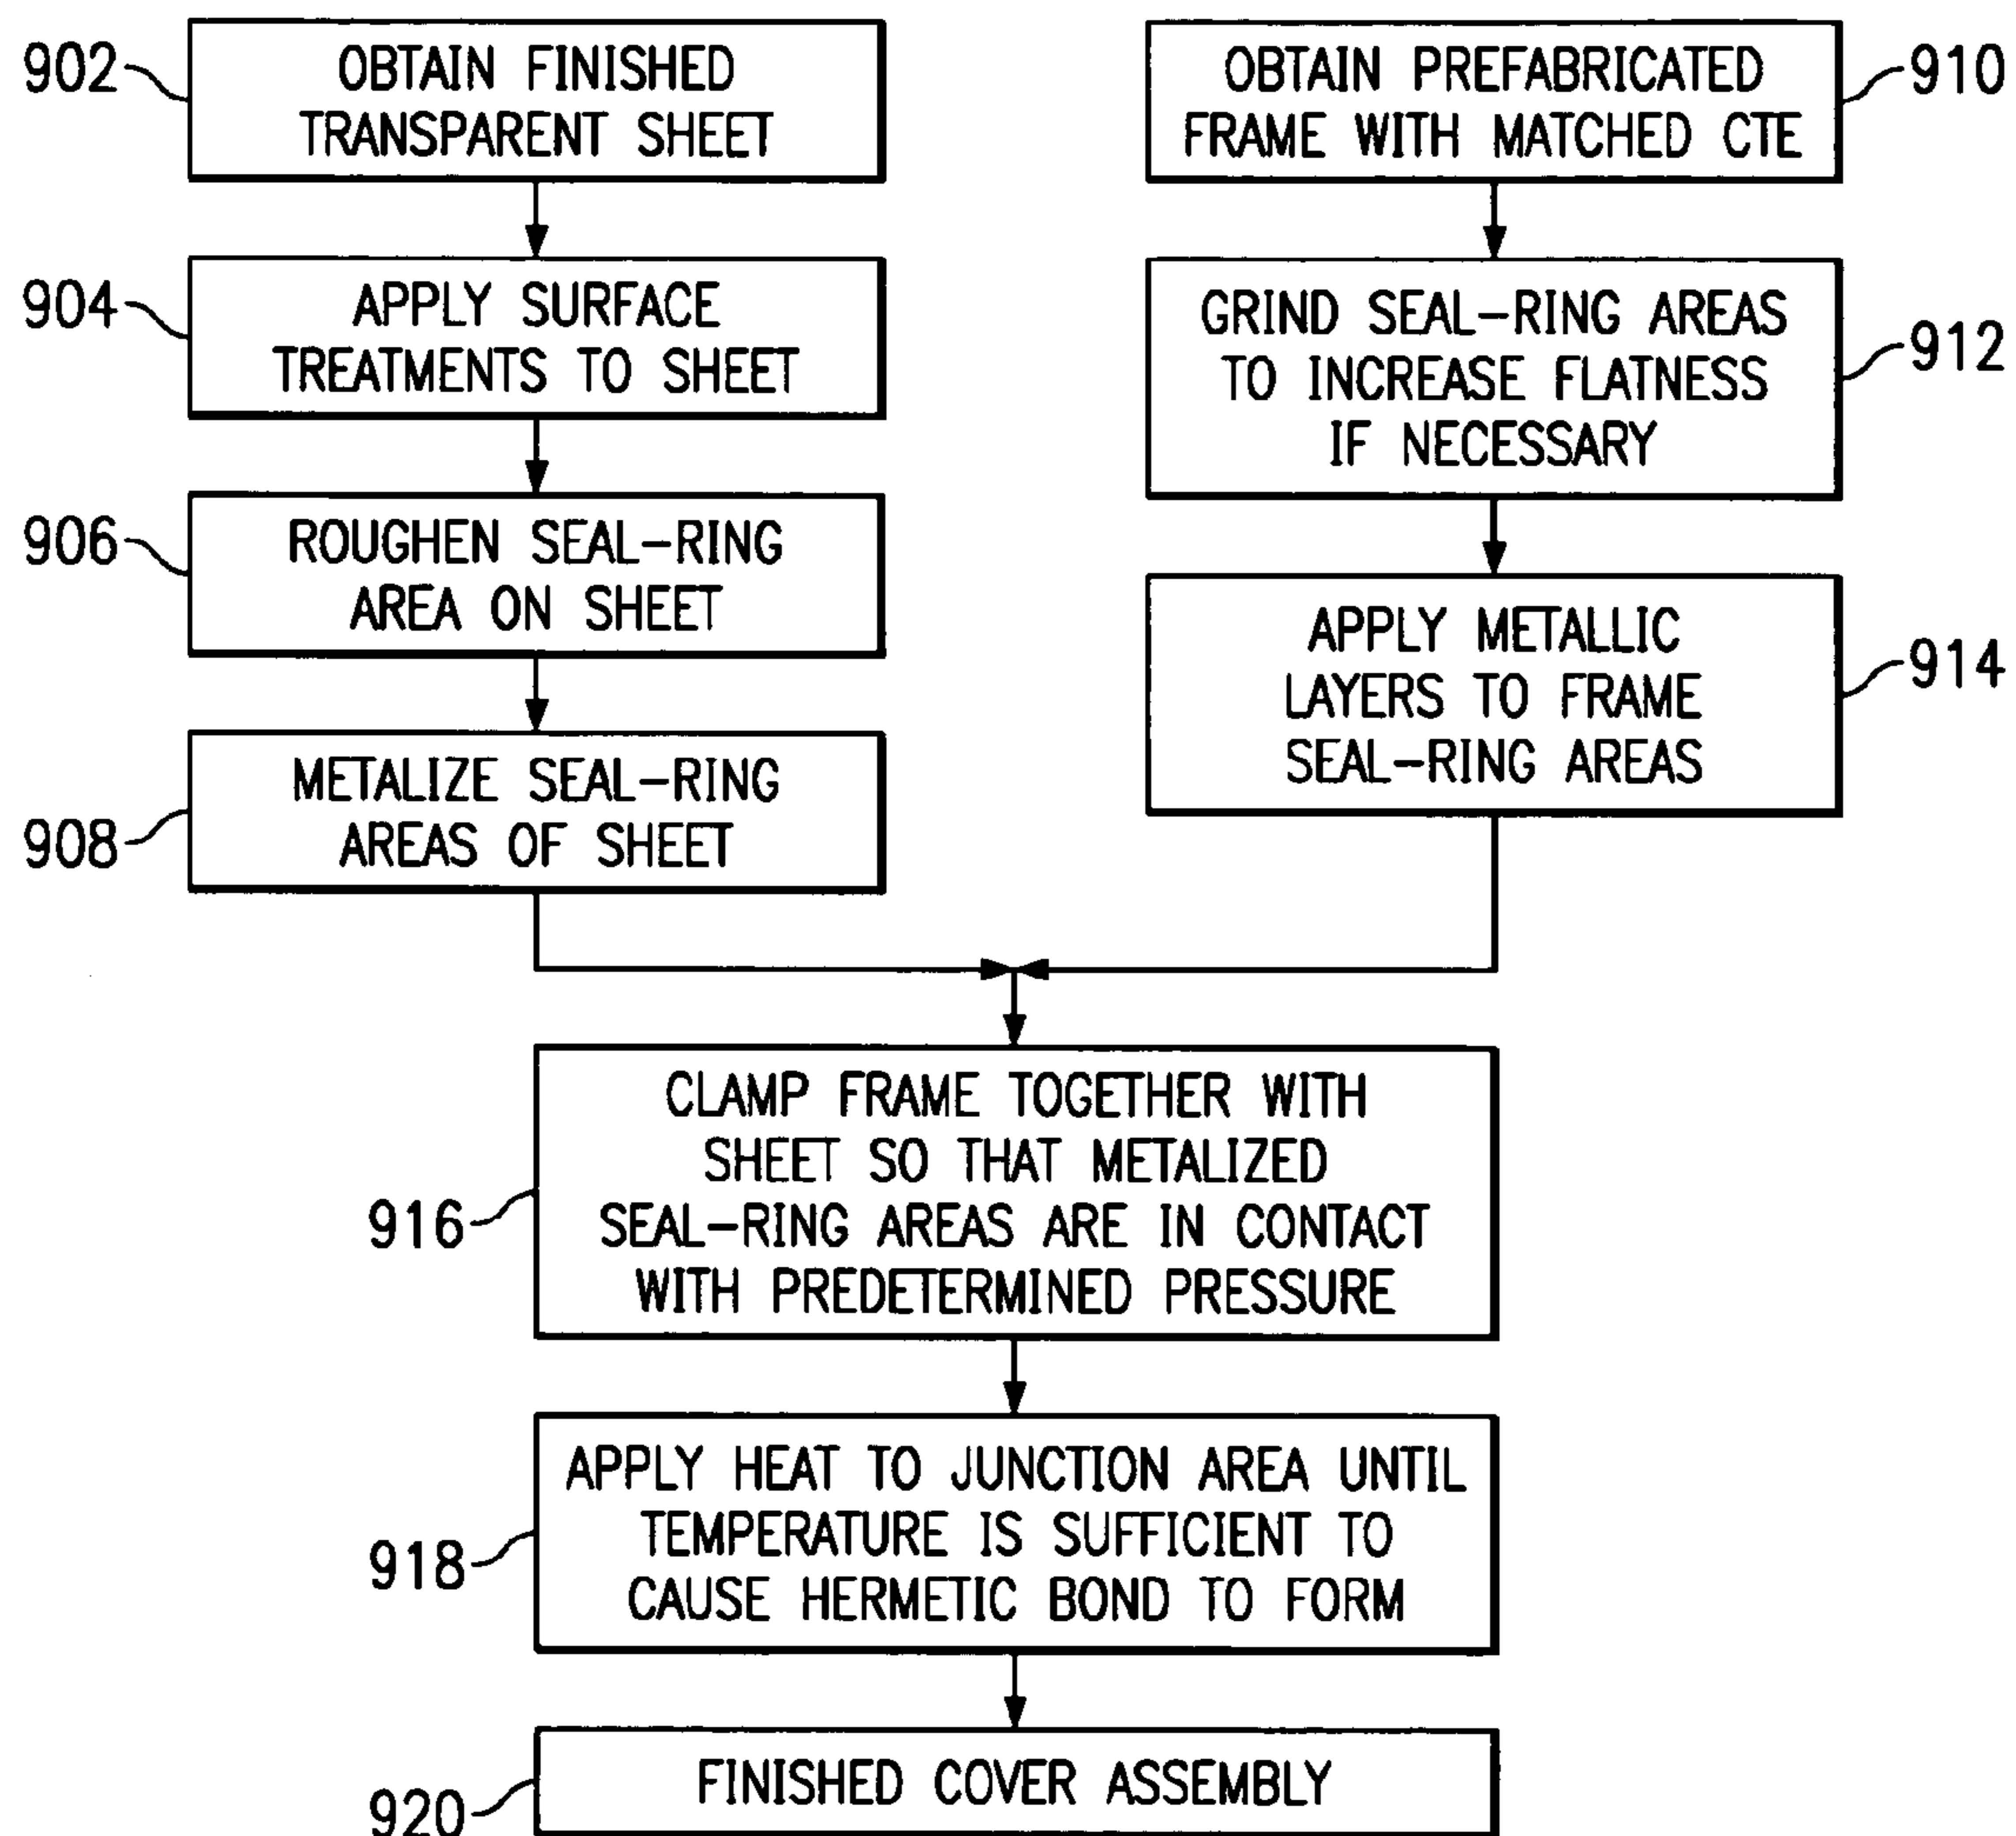 902
OBTAIN FINISHED
TRANSPARENT SHEET
904
APPLY SURFACE
TREATMENTS TO SHEET
906
ROUGHEN SEAL-RING
AREA ON SHEET
908
METALIZE SEAL-RING
AREAS OF SHEET
910
OBTAIN PREFABRICATED
FRAME WITH MATCHED CTE
912
GRIND SEAL-RING AREAS
TO INCREASE FLATNESS
IF NECESSARY
914
APPLY METALLIC
LAYERS TO FRAME
SEAL-RING AREAS
916
CLAMP FRAME TOGETHER WITH
SHEET SO THAT METALIZED
SEAL-RING AREAS ARE IN CONTACT
WITH PREDETERMINED PRESSURE
918
APPLY HEAT TO JUNCTION AREA UNTIL
TEMPERATURE IS SUFFICIENT TO
CAUSE HERMETIC BOND TO FORM
920
FINISHED COVER ASSEMBLY